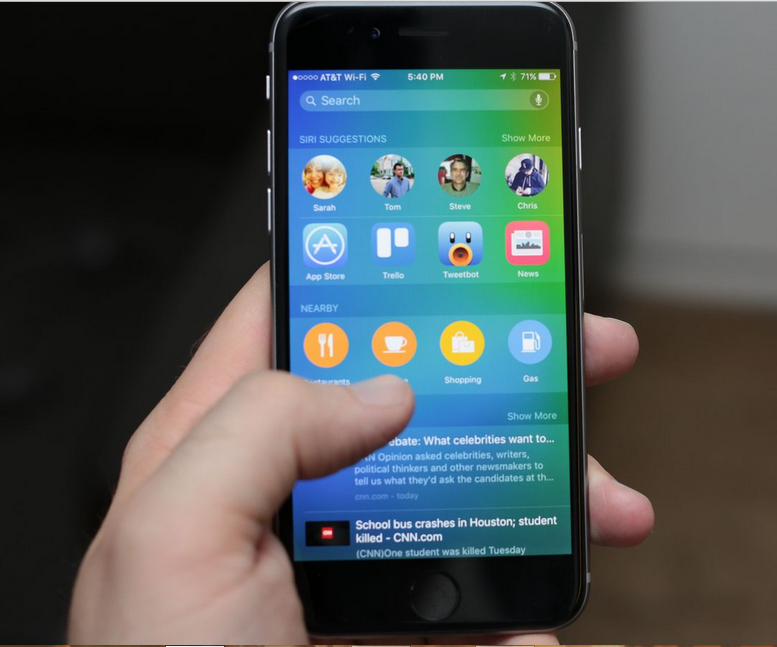 AT&T Wi-Fi 5:40 PM 71%
Search
SIRI SUGGESTIONS Show More
Sarah Tom Steve Chris
App Store Trello Tweetbot News
NEARBY
Shopping Gas
Show More
What celebrities want to...
Opinion asked celebrities, writers,
political thinkers and other newsmakers to
tell us what they'd ask the candidates at th...
cnn.com - today
School bus crashes in Houston; student
killed - CNN.com
(CNN)One student was killed Tuesday